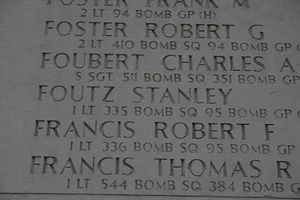 FOSTER FRANK M
2 LT 94 BOMB GP (H)
FOSTER ROBERT G
2 LT 410 BOMB SQ 94 BOMB GP
FOUBERT CHARLES A
S SGT 511 BOMB SQ 351 BOMB GP
FOUTZ STANLEY
1 LT 335 BOMB SQ 95 BOMB GP
FRANCIS ROBERT F
1 LT 336 BOMB SQ 95 BOMB GP
FRANCIS THOMAS R
1 LT 544 BOMB SQ 384 BOMB G